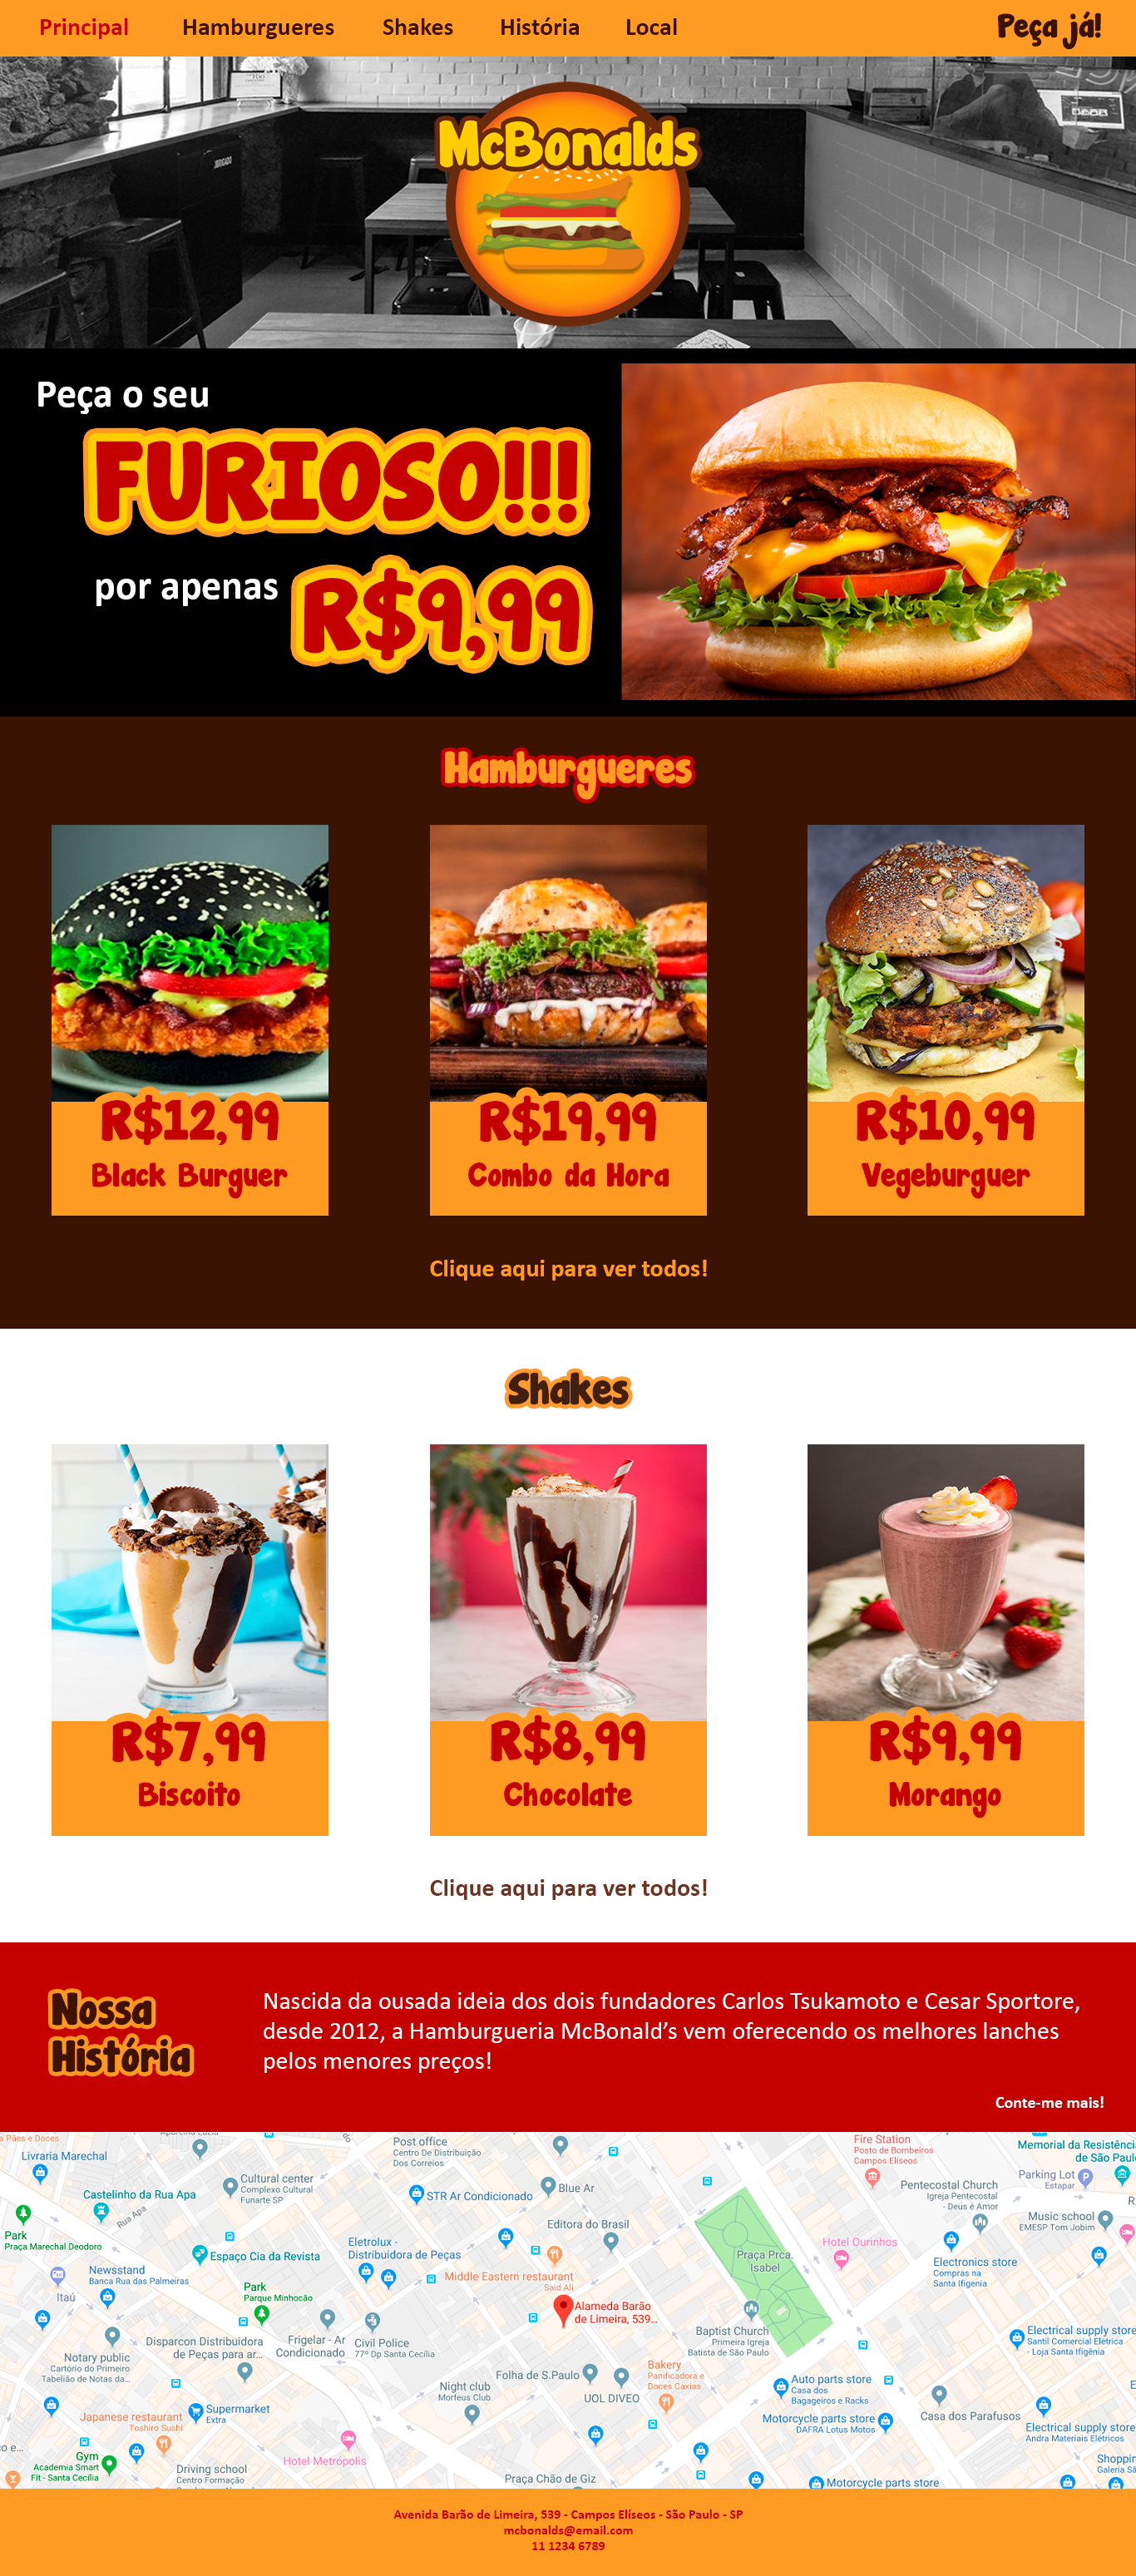 Principal
Hamburgueres
Shakes
História
Local
Peça já!
McBonalds
Peça o seu
FURIOSO!!!
por apenas
R$9,99
Hamburgueres
R$12,99
Black Burguer
R$19,99
Combo da Hora
R$10,99
Vegeburguer
Clique aqui para ver todos!
Shakes
R$7,99
Biscoito
R$8,99
Chocolate
R$9,99
Morango
Clique aqui para ver todos!
Nossa
História
Nascida da ousada ideia dos dois fundadores Carlos Tsukamoto e Cesar Sportore,
desde 2012, a Hamburgueria McBonald’s vem oferecendo os melhores lanches
pelos menores preços!
Conte-me mais!
a Pães e Doces
Livraria Marechal
Castelinho da Rua Apa
Rua Apa
Park
Praça Marechal Deodoro
Cultural center
Complexo Cultural
Funarte SP
Espaço Cia da Revista
Post office
Centro De Distribuição
Dos Correios
STR Ar Condicionado
Blue Ar
Editora do Brasil
Eletrolux -
Distribuidora de Peças
Middle Eastern restaurant
Said Ali
Newsstand
Banca Rua das Palmeiras
Itaú
Park
Parque Minhocão
Alameda Barão
de Limeira, 539...
Praça Prca.
Isabel
Fire Station
Posto de Bombeiros
Campos Elíseos
Hotel Ourinhos
Pentecostal Church
Igreja Pentecostal
- Deus é Amor
Memorial da Resistênci
de São Paul
Parking Lot
Estapar
R.
Music school
EMESP Tom Jobim
Electronics store
Compras na
Santa Ifigenia
Notary public
Cartório do Primeiro
Tabelião de Notas da...
Disparcon Distribuidora
de Peças para ar...
Frigelar - Ar
Condicionado
Civil Police
77º Dp Santa Cecília
Baptist Church
Primeira Igreja
Batista de São Paulo
Electrical supply store
Santil Comercial Elétrica
- Loja Santa Ifigênia
Folha de S.Paulo
UOL DIVEO
Bakery
Panificadora e
Doces Caxias
Night club
Morfeus Club
Auto parts store
Casa dos
Bagageiros e Racks
Motorcycle parts store
DAFRA Lotus Motos
Casa dos Parafusos
E
Electrical supply store
Andra Materiais Elétricos
Japanese restaurant
Toshiro Sushi
Supermarket
Extra
o e...
Gym
Academia Smart
Fit - Santa Cecília
Driving school
Centro Formação
Hotel Metrópolis
Praça Chão de Giz
Motorcycle parts store
Shoppin
Galeria Sa
Avenida Barão de Limeira, 539 - Campos Elíseos - São Paulo - SP
mcbonalds@email.com
11 1234 6789